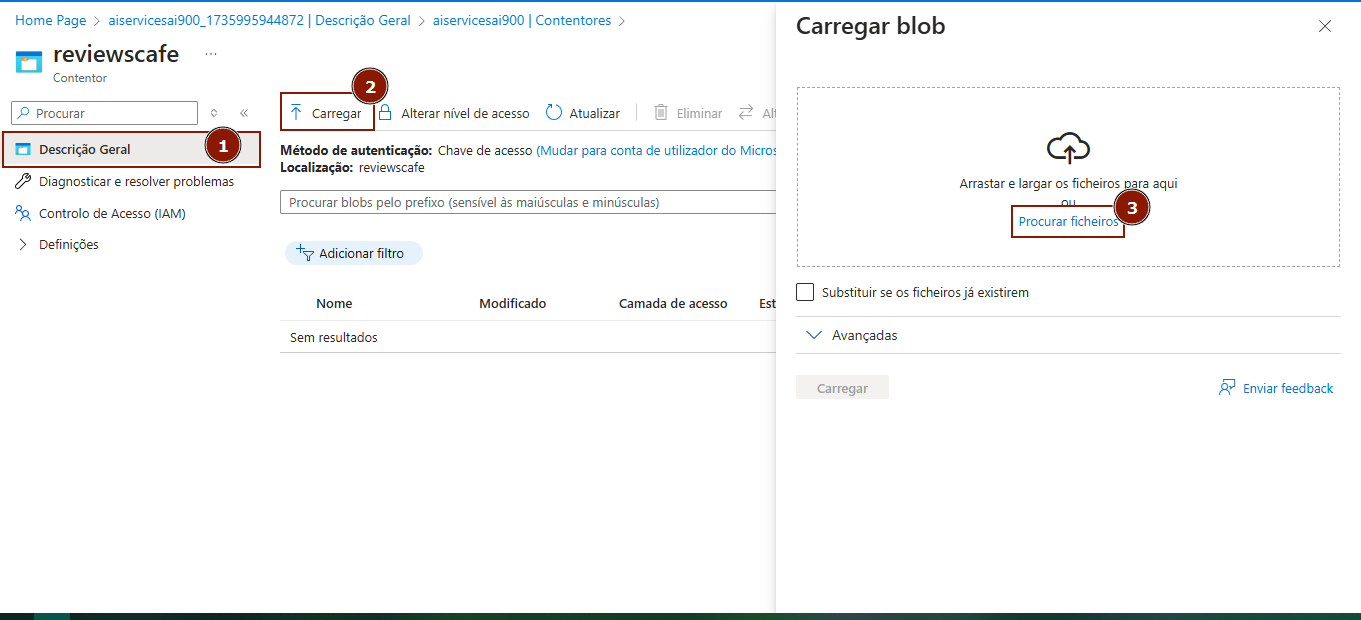 Home Page > aiservicesai900_1735995944872 | Descrição Geral > aiservicesai900 | Contentores >
reviewscafe ...
Contentor
Procurar
1
Descrição Geral
Diagnosticar e resolver problemas
Controlo de Acesso (IAM)
Definições
2
Carregar Alterar nível de acesso Atualizar Eliminar Alt
Método de autenticação: Chave de acesso (Mudar para conta de utilizador do Micros
Localização: reviewscafe
Procurar blobs pelo prefixo (sensível às maiúsculas e minúsculas)
Adicionar filtro
Nome Modificado Camada de acesso Est
Sem resultados
Carregar blob
Arrastar e largar os ficheiros para aqui
ou
3
Procurar ficheiros
Substituir se os ficheiros já existirem
Avançadas
Carregar
Enviar feedback